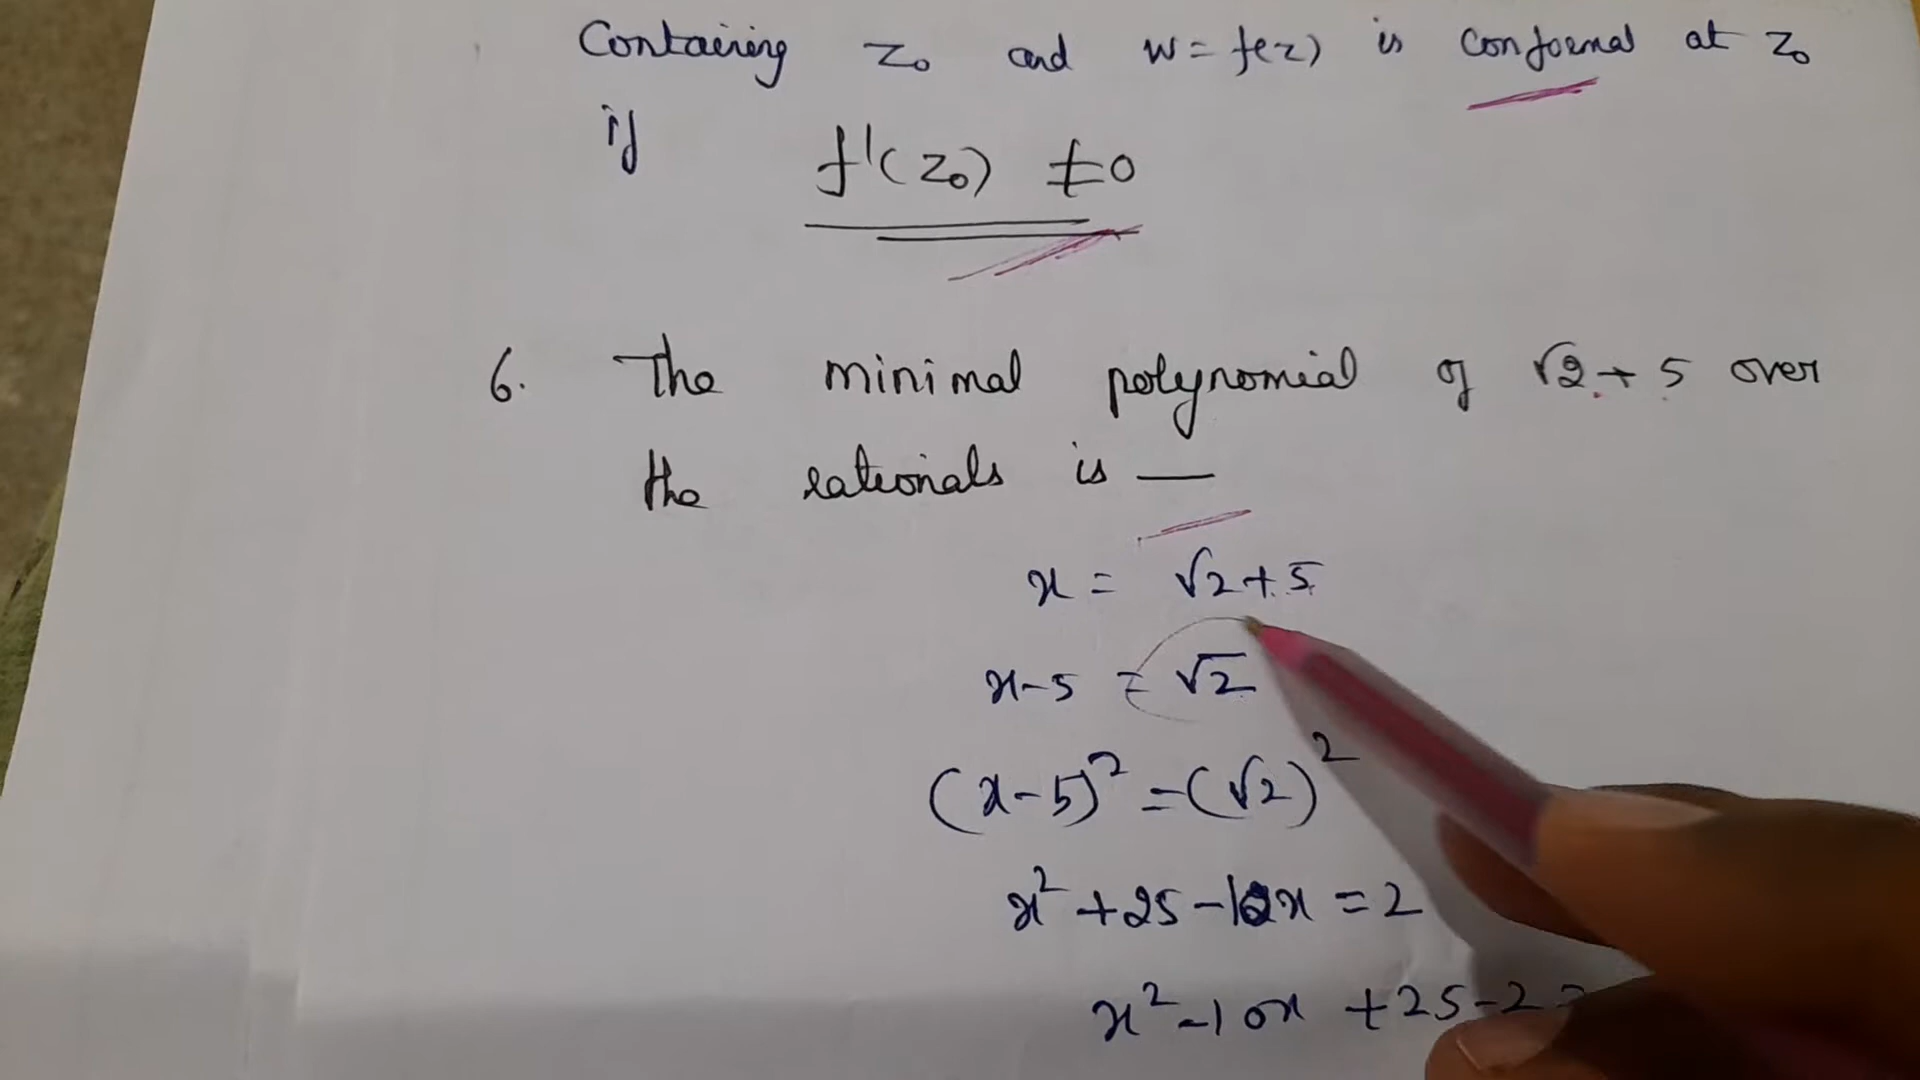 Containing z₀ and w = f(z) is conformal at z₀
if
f'(z₀) ≠ 0
6. The minimal polynomial of √2 + 5 over
the rationals is —
x = √2 + 5
x - 5 = √2
(x - 5)² = (√2)²
x² + 25 - 10x = 2
x² - 10x + 25 - 2 =